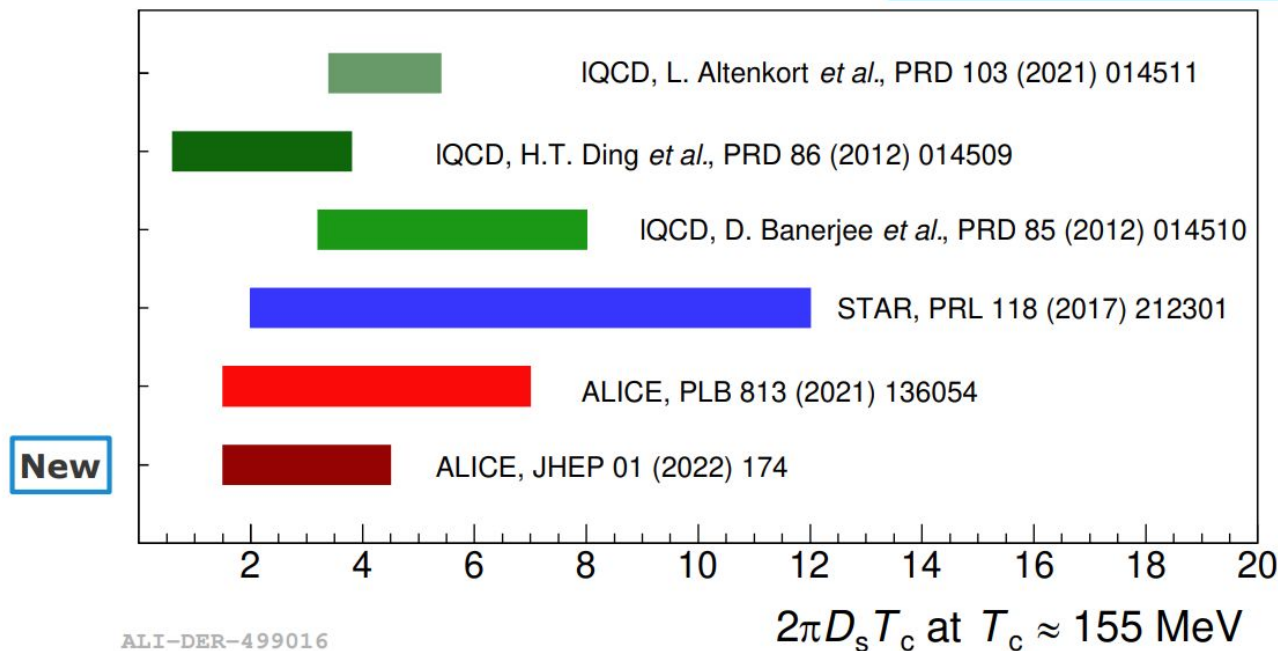 lQCD, L. Altenkort et al., PRD 103 (2021) 014511
lQCD, H.T. Ding et al., PRD 86 (2012) 014509
lQCD, D. Banerjee et al., PRD 85 (2012) 014510
STAR, PRL 118 (2017) 212301
ALICE, PLB 813 (2021) 136054
New
ALICE, JHEP 01 (2022) 174
2 4 6 8 10 12 14 16 18 20
2πDₛT꜀ at T꜀ ≈ 155 MeV
ALI-DER-499016